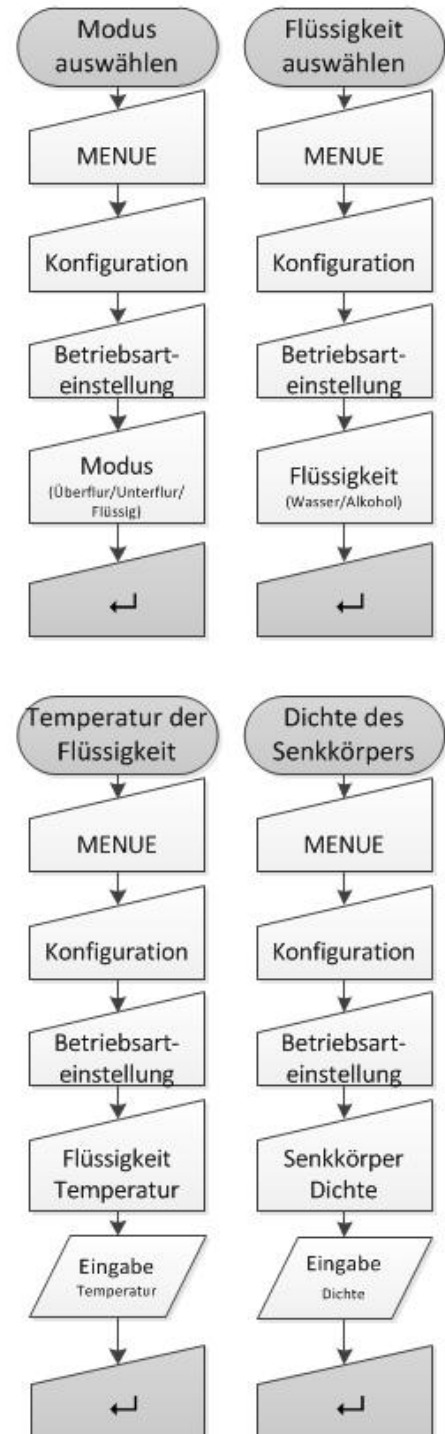 Modus
auswählen
MENUE
Konfiguration
Betriebsart-
einstellung
Modus
(Überflur/Unterflur/
Flüssig)
↵
Flüssigkeit
auswählen
MENUE
Konfiguration
Betriebsart-
einstellung
Flüssigkeit
(Wasser/Alkohol)
↵
Temperatur der
Flüssigkeit
MENUE
Konfiguration
Betriebsart-
einstellung
Flüssigkeit
Temperatur
Eingabe
Temperatur
↵
Dichte des
Senkkörpers
MENUE
Konfiguration
Betriebsart-
einstellung
Senkkörper
Dichte
Eingabe
Dichte
↵